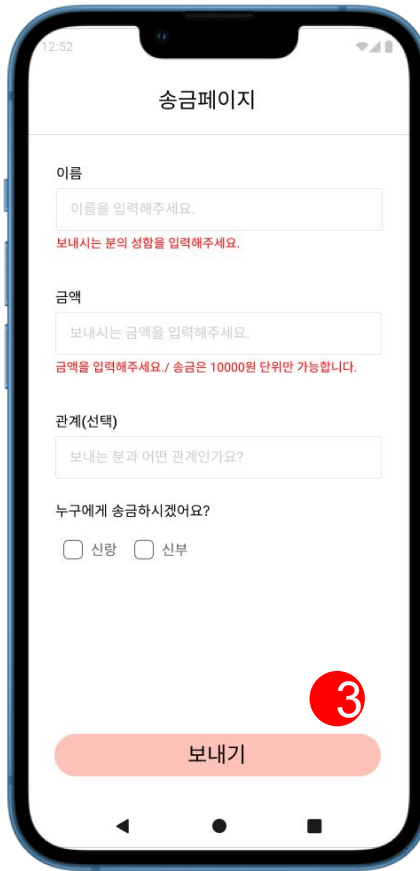 12:52
송금페이지
이름
이름을 입력해주세요.
보내시는 분의 성함을 입력해주세요.
금액
보내시는 금액을 입력해주세요.
금액을 입력해주세요./ 송금은 10000원 단위만 가능합니다.
관계(선택)
보내는 분과 어떤 관계인가요?
누구에게 송금하시겠어요?
신랑 신부
3
보내기